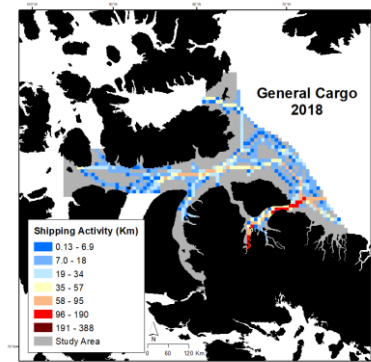 General Cargo
2018
Shipping Activity (Km)
0.13 - 6.9
7.0 - 18
19 - 34
35 - 57
58 - 95
96 - 190
191 - 388
Study Area
0 30 60 120 Km